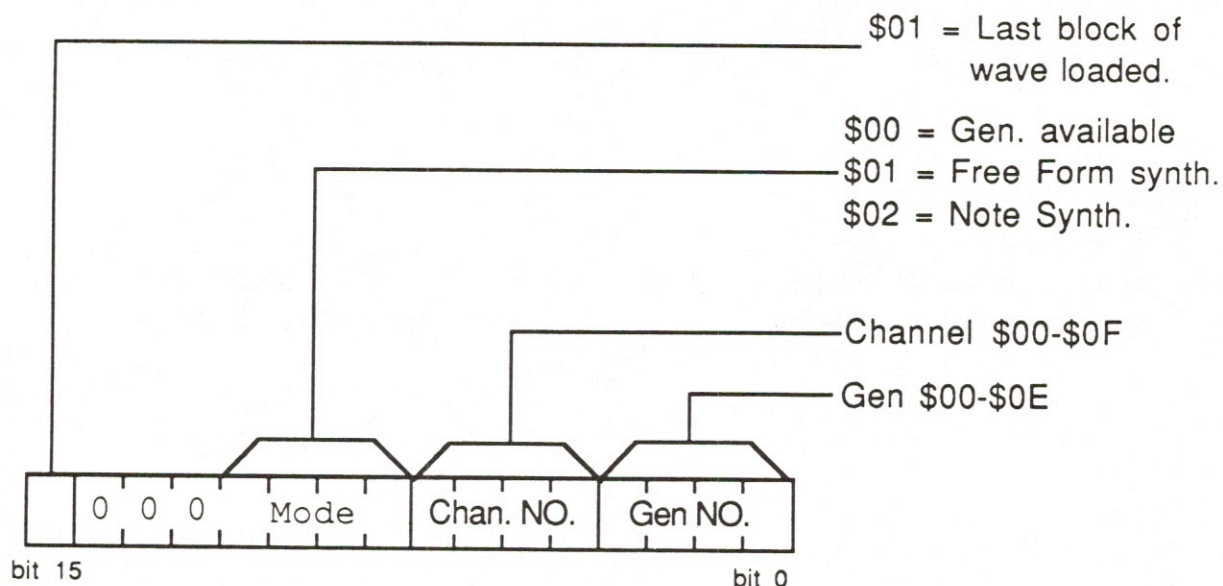 $01 = Last block of
wave loaded.
$00 = Gen. available
$01 = Free Form synth.
$02 = Note Synth.
Channel $00-$0F
Gen $00-$0E
0 0 0 Mode Chan. NO. Gen NO.
bit 15 bit 0